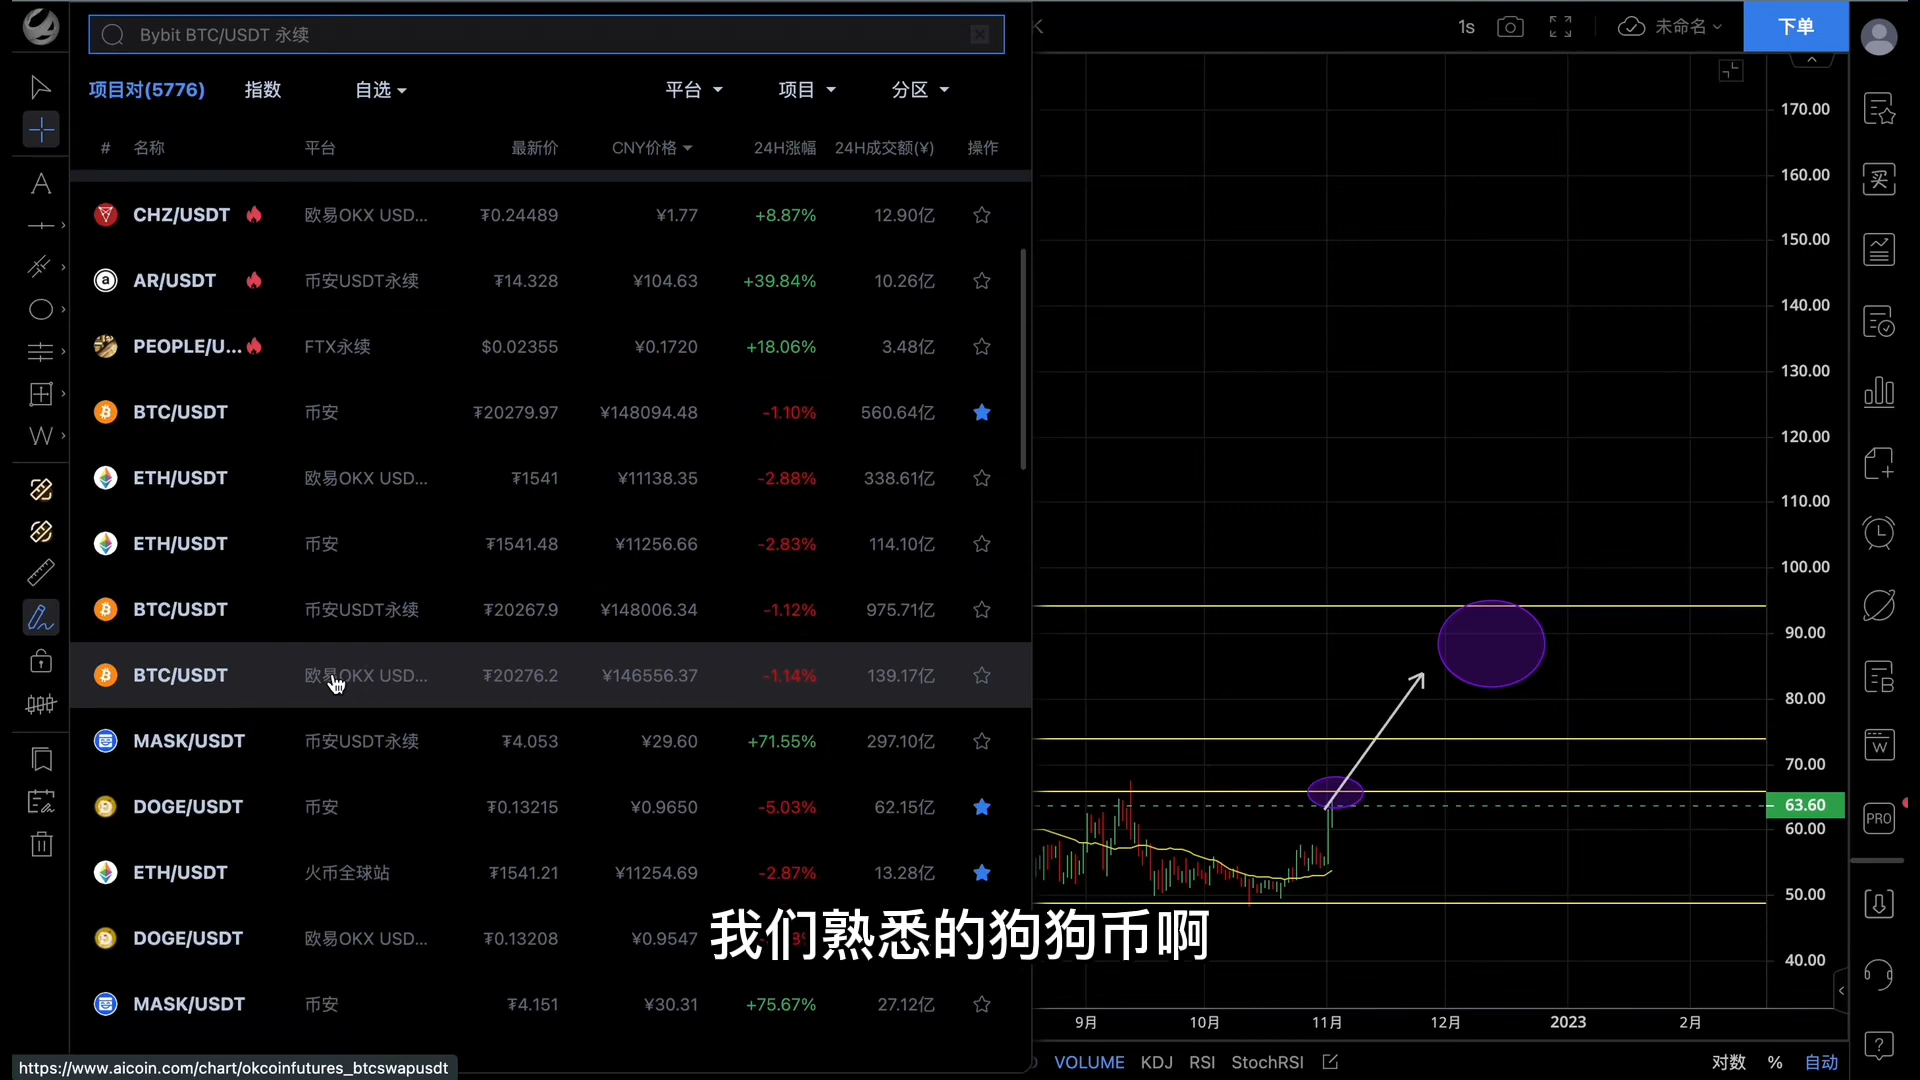 Bybit BTC/USDT 永续
1s
未命名
下单
项目对(5776) 指数 自选 平台 项目 分区
# 名称 平台 最新价 CNY价格 24H涨幅 24H成交额(¥) 操作
CHZ/USDT 欧易OKX USD... ₮0.24489 ¥1.77 +8.87% 12.90亿
AR/USDT 币安USDT永续 ₮14.328 ¥104.63 +39.84% 10.26亿
PEOPLE/U... FTX永续 $0.02355 ¥0.1720 +18.06% 3.48亿
BTC/USDT 币安 ₮20279.97 ¥148094.48 -1.10% 560.64亿
ETH/USDT 欧易OKX USD... ₮1541 ¥11138.35 -2.88% 338.61亿
ETH/USDT 币安 ₮1541.48 ¥11256.66 -2.83% 114.10亿
BTC/USDT 币安USDT永续 ₮20267.9 ¥148006.34 -1.12% 975.71亿
BTC/USDT 欧易OKX USD... ₮20276.2 ¥146556.37 -1.14% 139.17亿
MASK/USDT 币安USDT永续 ₮4.053 ¥29.60 +71.55% 297.10亿
DOGE/USDT 币安 ₮0.13215 ¥0.9650 -5.03% 62.15亿
ETH/USDT 火币全球站 ₮1541.21 ¥11254.69 -2.87% 13.28亿
DOGE/USDT 欧易OKX USD... ₮0.13208 ¥0.9547
MASK/USDT 币安 ₮4.151 ¥30.31 +75.67% 27.12亿
170.00
160.00
150.00
140.00
130.00
120.00
110.00
100.00
90.00
80.00
70.00
63.60
60.00
50.00
40.00
9月 10月 11月 12月 2023 2月
VOLUME KDJ RSI StochRSI
对数 % 自动
买
B
W
PRO
A
W
我们熟悉的狗狗币啊
https://www.aicoin.com/chart/okcoinfutures_btcswapusdt